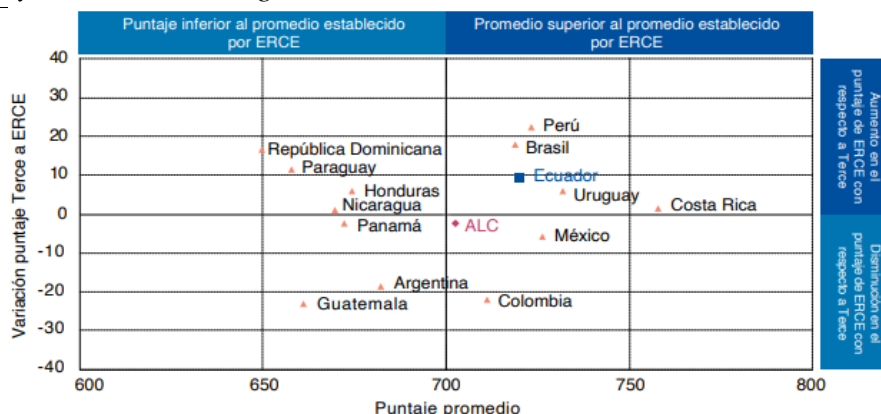 Puntaje inferior al promedio establecido
por ERCE
Promedio superior al promedio establecido
por ERCE
Variación puntaje Terce a ERCE
40
30
20
10
0
-10
-20
-30
-40
Perú
Brasil
República Dominicana
Paraguay
Ecuador
Honduras
Uruguay
Nicaragua
Costa Rica
Panamá
ALC
México
Argentina
Guatemala
Colombia
600
650
700
750
800
Puntaje promedio
Aumento en el
puntaje de ERCE con
respecto a Terce
Disminución en el
puntaje de ERCE con
respecto a Terce